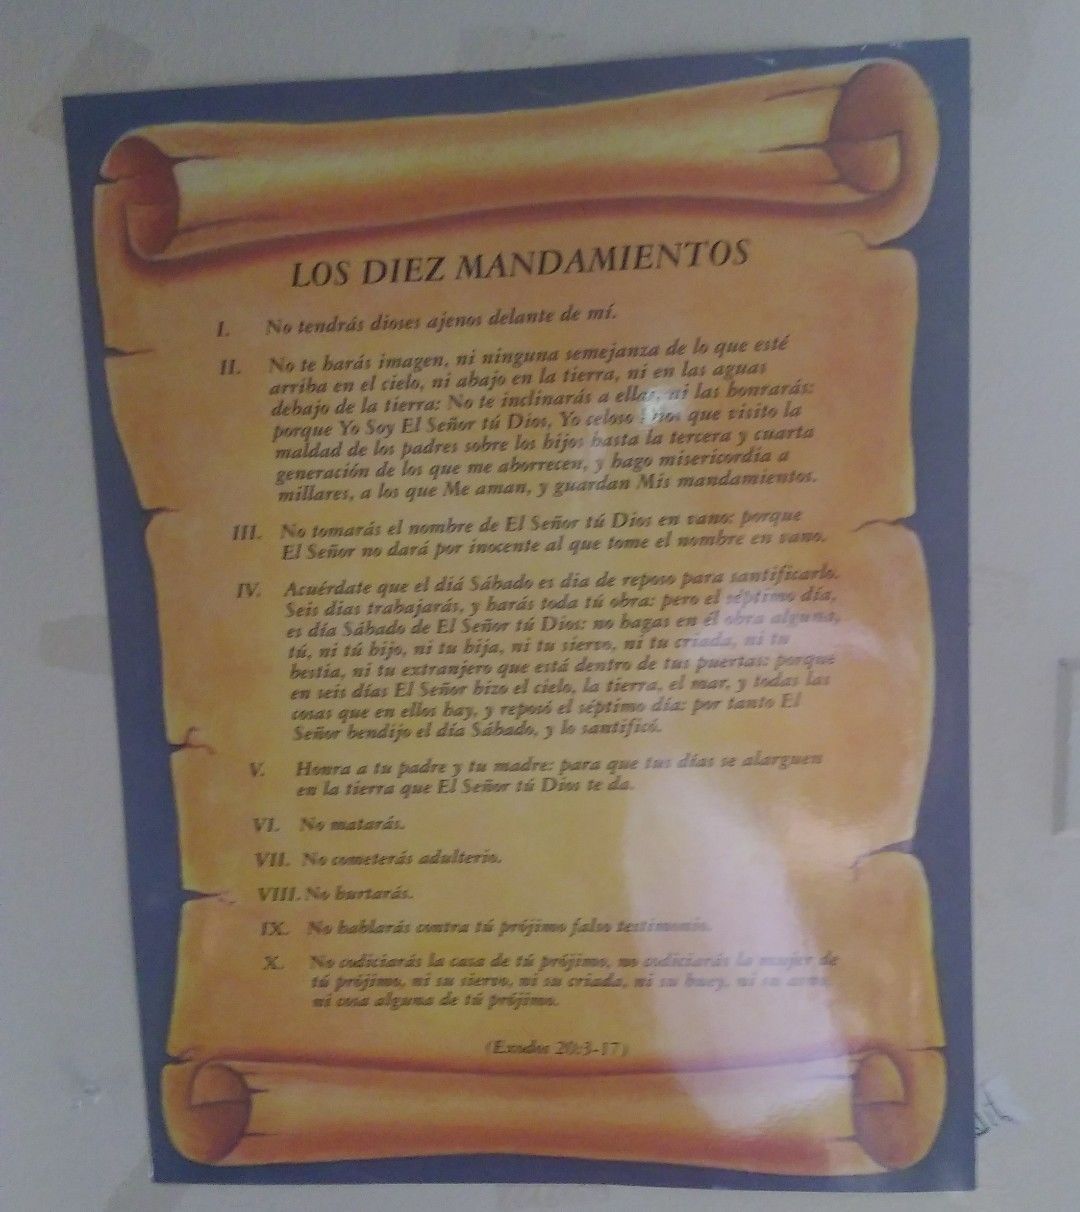 LOS DIEZ MANDAMIENTOS
I. No tendrás dioses ajenos delante de mí.
II. No te harás imagen, ni ninguna semejanza de lo que esté
arriba en el cielo, ni abajo en la tierra, ni en las aguas
debajo de la tierra: No te inclinarás a ellas, ni las honrarás:
porque Yo Soy El Señor tú Dios, Yo celoso Dios que visito la
maldad de los padres sobre los hijos hasta la tercera y cuarta
generación de los que me aborrecen, y hago misericordia a
millares, a los que Me aman, y guardan Mis mandamientos.
III. No tomarás el nombre de El Señor tú Dios en vano: porque
El Señor no dará por inocente al que tome el nombre en vano.
IV. Acuérdate que el diá Sábado es día de reposo para santificarlo.
Seis días trabajarás, y harás toda tú obra: pero el séptimo día,
es día Sábado de El Señor tú Dios: no hagas en él obra alguna,
tú, ni tú hijo, ni tu hija, ni tu siervo, ni tu criada, ni tu
bestia, ni tu extranjero que está dentro de tus puertas: porque
en seis días El Señor hizo el cielo, la tierra, el mar, y todas las
cosas que en ellos hay, y reposó el séptimo día: por tanto El
Señor bendijo el día Sábado, y lo santificó.
V. Honra a tu padre y tu madre: para que tus días se alarguen
en la tierra que El Señor tú Dios te da.
VI. No matarás.
VII. No cometerás adulterio.
VIII. No hurtarás.
IX. No hablarás contra tú prójimo falso testimonio.
X. No codiciarás la casa de tú prójimo, no codiciarás la mujer de
tú prójimo, ni su siervo, ni su criada, ni su buey, ni su asno,
ni cosa alguna de tú prójimo.
(Exodus 20:3-17)